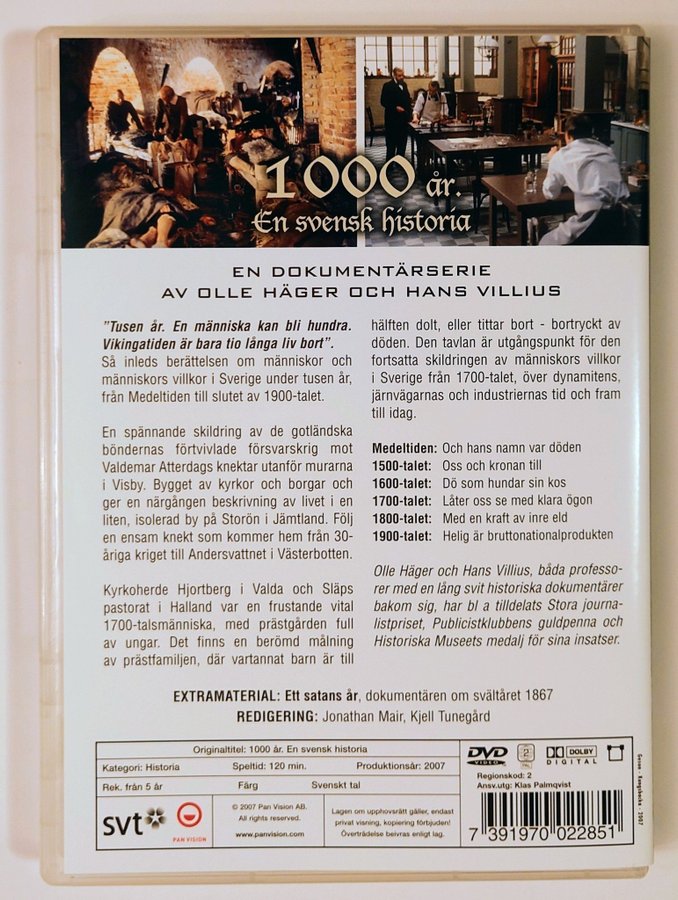 1000 år.
En svensk historia
EN DOKUMENTÄRSERIE
AV OLLE HÄGER OCH HANS VILLIUS
"Tusen år. En människa kan bli hundra.
Vikingatiden är bara tio långa liv bort".
Så inleds berättelsen om människor och
människors villkor i Sverige under tusen år,
från Medeltiden till slutet av 1900-talet.
En spännande skildring av de gotländska
böndernas förtvivlade försvarskrig mot
Valdemar Atterdags knektar utanför murarna
i Visby. Bygget av kyrkor och borgar och
ger en närgången beskrivning av livet i en
liten, isolerad by på Storön i Jämtland. Följ
en ensam knekt som kommer hem från 30-
åriga kriget till Andersvattnet i Västerbotten.
Kyrkoherde Hjortberg i Valda och Släps
pastorat i Halland var en frustande vital
1700-talsmänniska, med prästgården full
av ungar. Det finns en berömd målning
av prästfamiljen, där vartannat barn är till
hälften dolt, eller tittar bort - bortryckt av
döden. Den tavlan är utgångspunkt för den
fortsatta skildringen av människors villkor
i Sverige från 1700-talet, över dynamitens,
järnvägarnas och industriernas tid och fram
till idag.
Medeltiden: Och hans namn var döden
1500-talet: Oss och kronan till
1600-talet: Dö som hundar sin kos
1700-talet: Låter oss se med klara ögon
1800-talet: Med en kraft av inre eld
1900-talet: Helig är bruttonationalprodukten
Olle Häger och Hans Villius, båda professo-
rer med en lång svit historiska dokumentärer
bakom sig, har bl a tilldelats Stora journa-
listpriset, Publicistklubbens guldpenna och
Historiska Museets medalj för sina insatser.
EXTRAMATERIAL: Ett satans år, dokumentären om svältåret 1867
REDIGERING: Jonathan Mair, Kjell Tunegård
Originaltitel: 1000 år. En svensk historia
Kategori: Historia Speltid: 120 min. Produktionsår: 2007
Rek. från 5 år Färg Svenskt tal
svt
PAN VISION
© 2007 Pan Vision AB.
All rights reserved.
www.panvision.com
Lagen om upphovsrätt gäller, endast
privat visning, kopiering förbjuden!
Överträdelse beivras enligt lag.
DVD
VIDEO
2
PAL
DOLBY
DIGITAL
Regionskod: 2
Ansv.utg: Klas Palmqvist
7 391970 022851